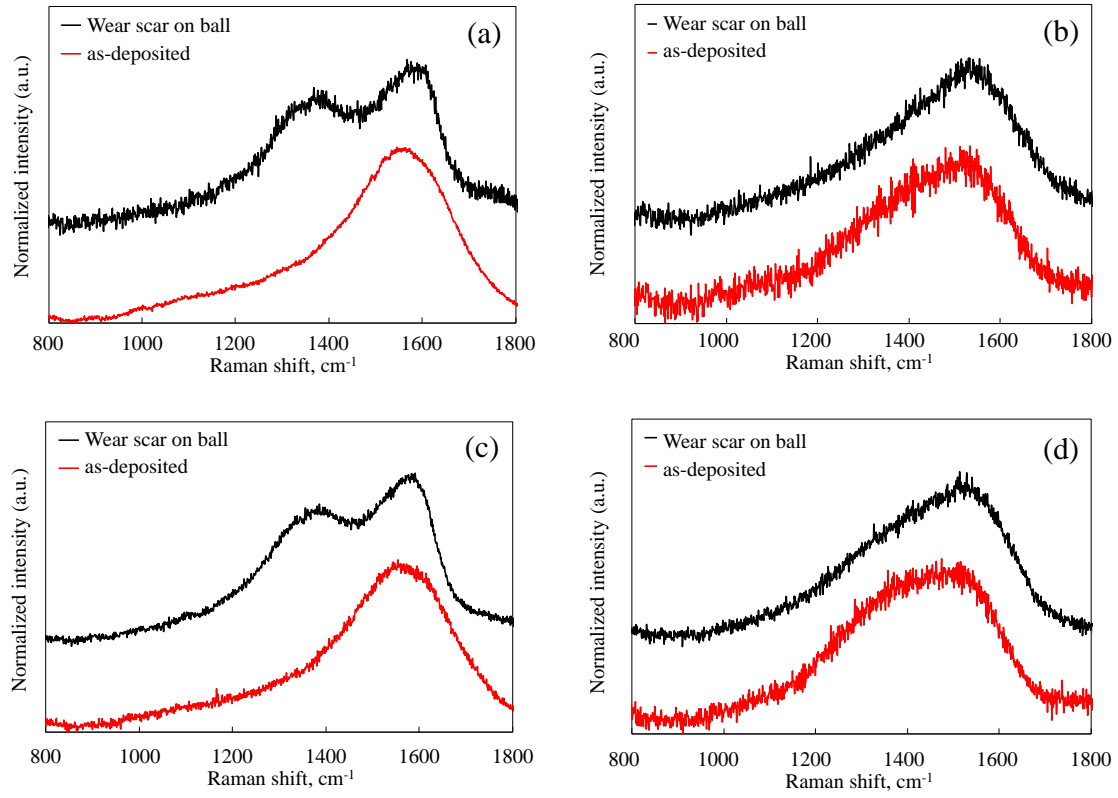 Wear scar on ball
as-deposited
(a)
Normalized intensity (a.u.)
800 1000 1200 1400 1600 1800
Raman shift, cm-1
Wear scar on ball
as-deposited
(b)
Normalized intensity (a.u.)
800 1000 1200 1400 1600 1800
Raman shift, cm-1
Wear scar on ball
as-deposited
(c)
Normalized intensity (a.u.)
800 1000 1200 1400 1600 1800
Raman shift, cm-1
Wear scar on ball
as-deposited
(d)
Normalized intensity (a.u.)
800 1000 1200 1400 1600 1800
Raman shift, cm-1